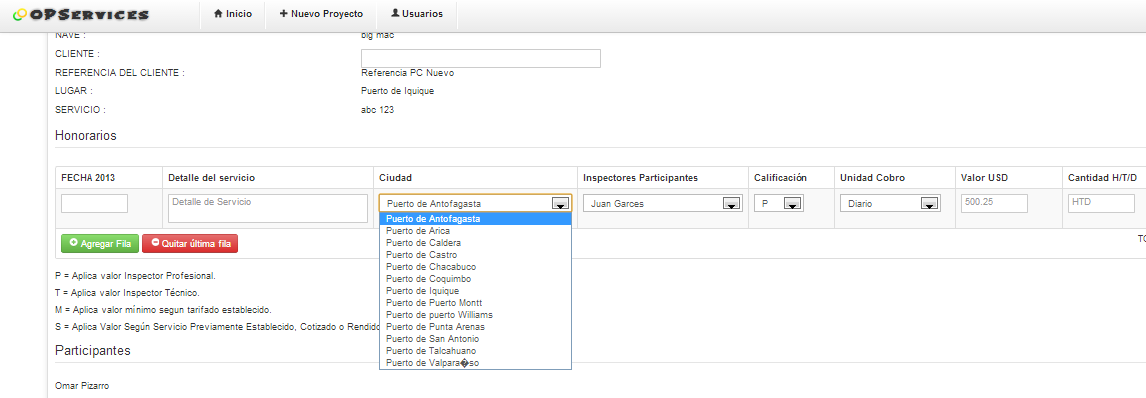 OPServices
Inicio
Nuevo Proyecto
Usuarios
NAVE : big mac
CLIENTE :
REFERENCIA DEL CLIENTE : Referencia PC Nuevo
LUGAR : Puerto de Iquique
SERVICIO : abc 123
Honorarios
FECHA 2013 Detalle del servicio Ciudad Inspectores Participantes Calificación Unidad Cobro Valor USD Cantidad H/T/D
Detalle de Servicio Puerto de Antofagasta Juan Garces P Diario 500.25 HTD
Puerto de Antofagasta
Puerto de Arica
Puerto de Caldera
Puerto de Castro
Puerto de Chacabuco
Puerto de Coquimbo
Puerto de Iquique
Puerto de Puerto Montt
Puerto de puerto Williams
Puerto de Punta Arenas
Puerto de San Antonio
Puerto de Talcahuano
Puerto de Valpara�so
Agregar Fila Quitar última fila
TO
P = Aplica valor Inspector Profesional.
T = Aplica valor Inspector Técnico.
M = Aplica valor mínimo segun tarifado establecido.
S = Aplica Valor Según Servicio Previamente Establecido, Cotizado o Rendido
Participantes
Omar Pizarro